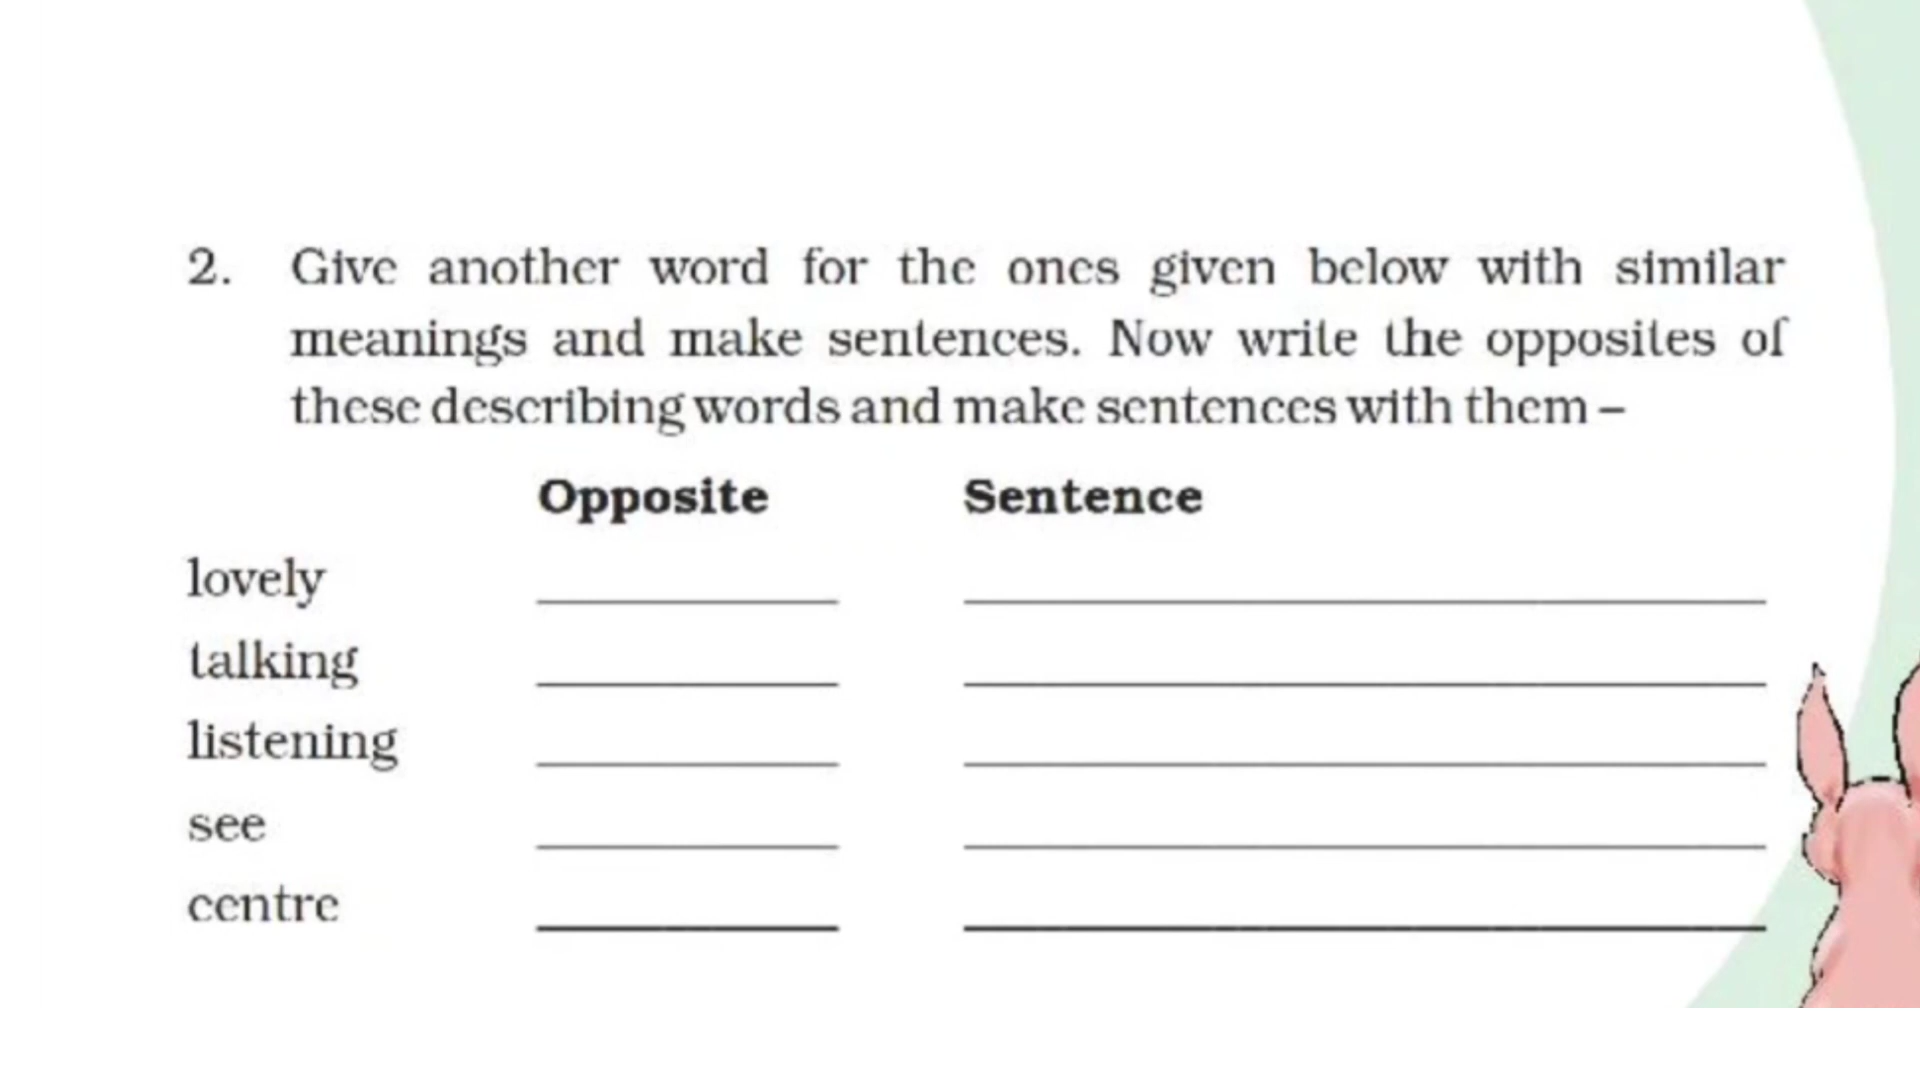 2. Give another word for the ones given below with similar
meanings and make sentences. Now write the opposites of
these describing words and make sentences with them –
Opposite Sentence
lovely
talking
listening
see
centre